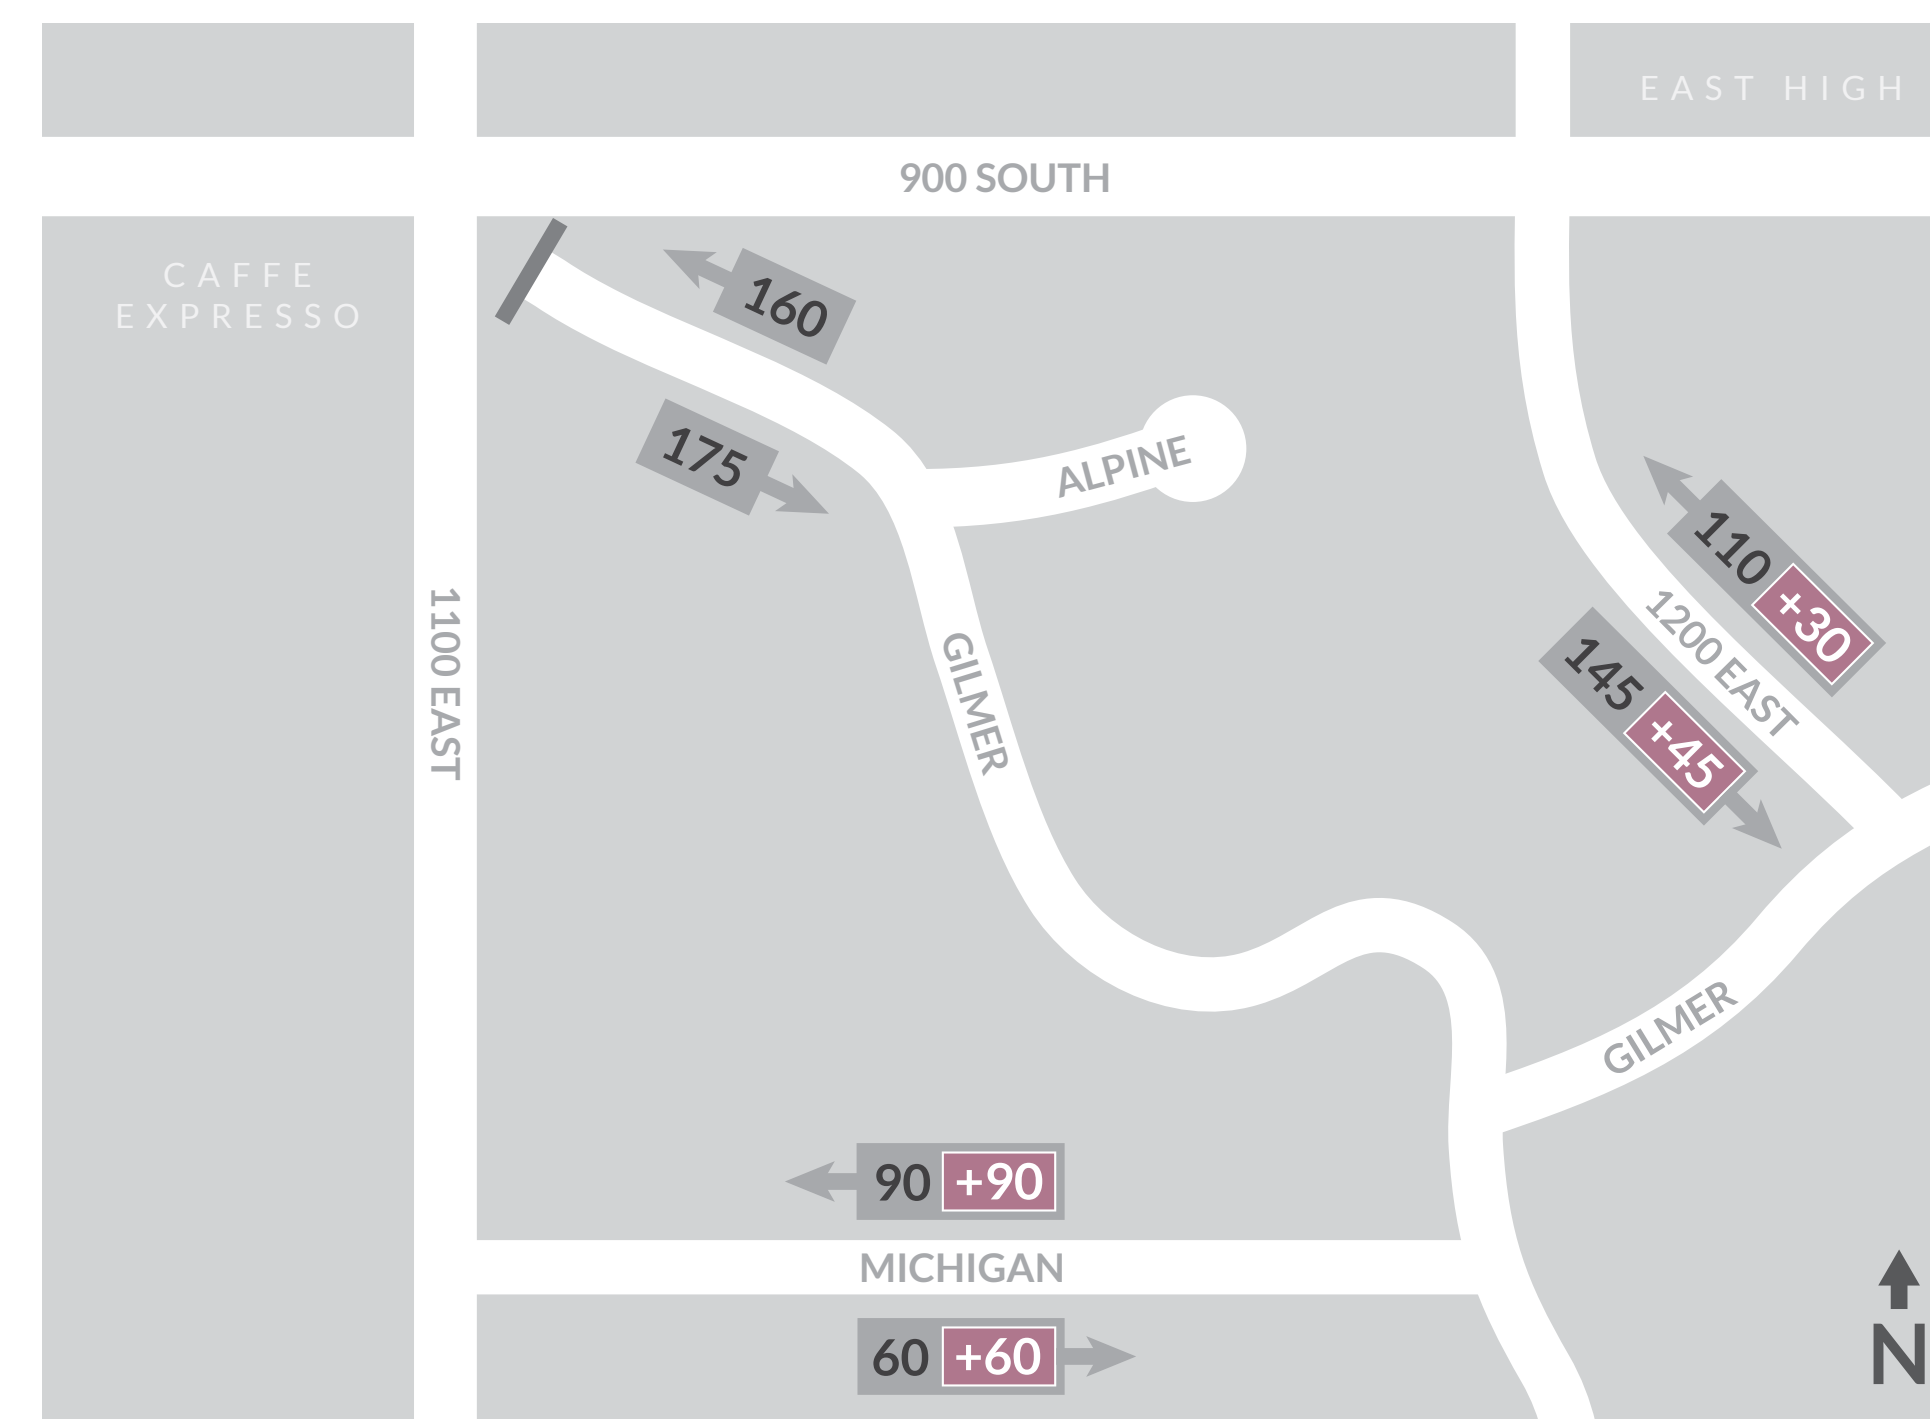 EAST HIGH
900 SOUTH
CAFFE
EXPRESSO
160
175
ALPINE
110 +30
1200 EAST
145 +45
1100 EAST
GILMER
GILMER
90 +90
MICHIGAN
60 +60
N